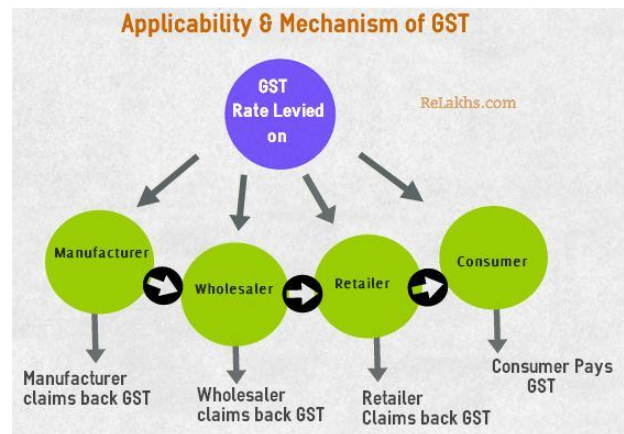 Applicability & Mechanism of GST
GST
Rate Levied
on
ReLakhs.com
Manufacturer
Wholesaler
Retailer
Consumer
Manufacturer
claims back GST
Wholesaler
claims back GST
Retailer
Claims back GST
Consumer Pays
GST